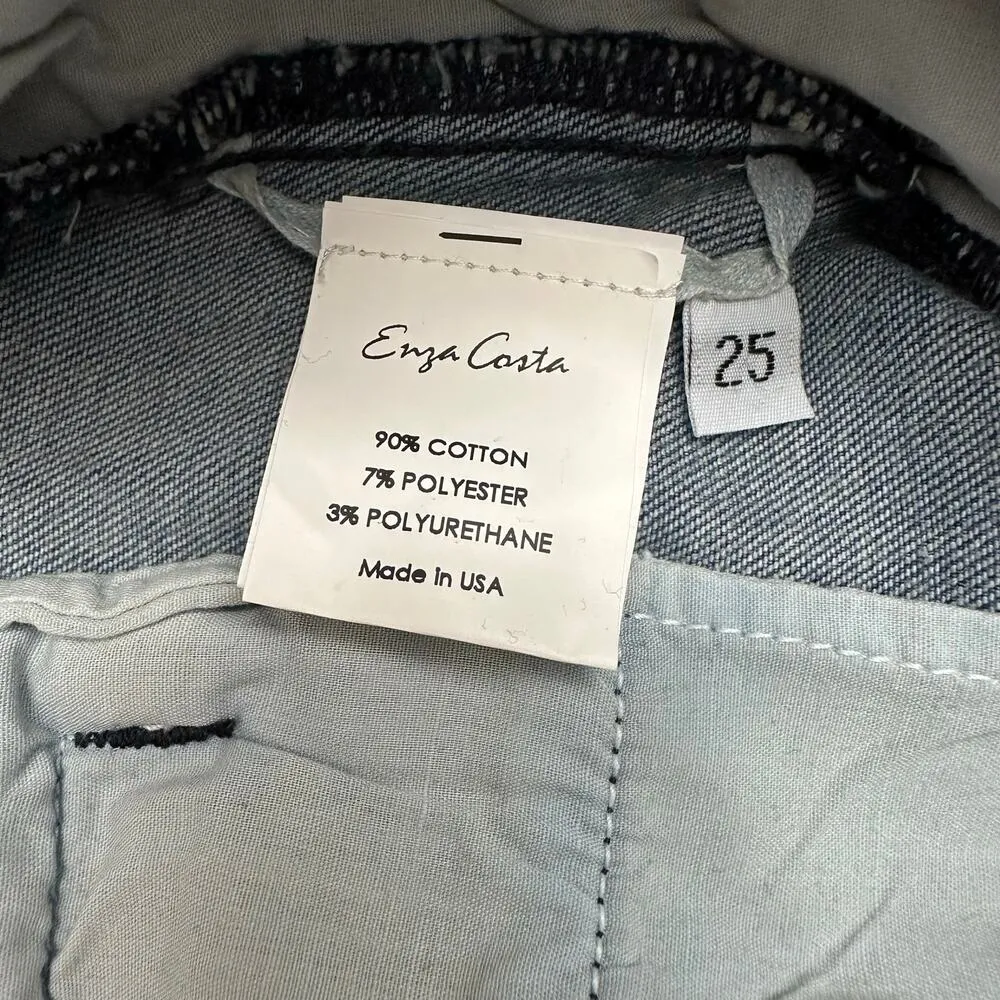 Enza Costa
25
90% COTTON
7% POLYESTER
3% POLYURETHANE
Made in USA